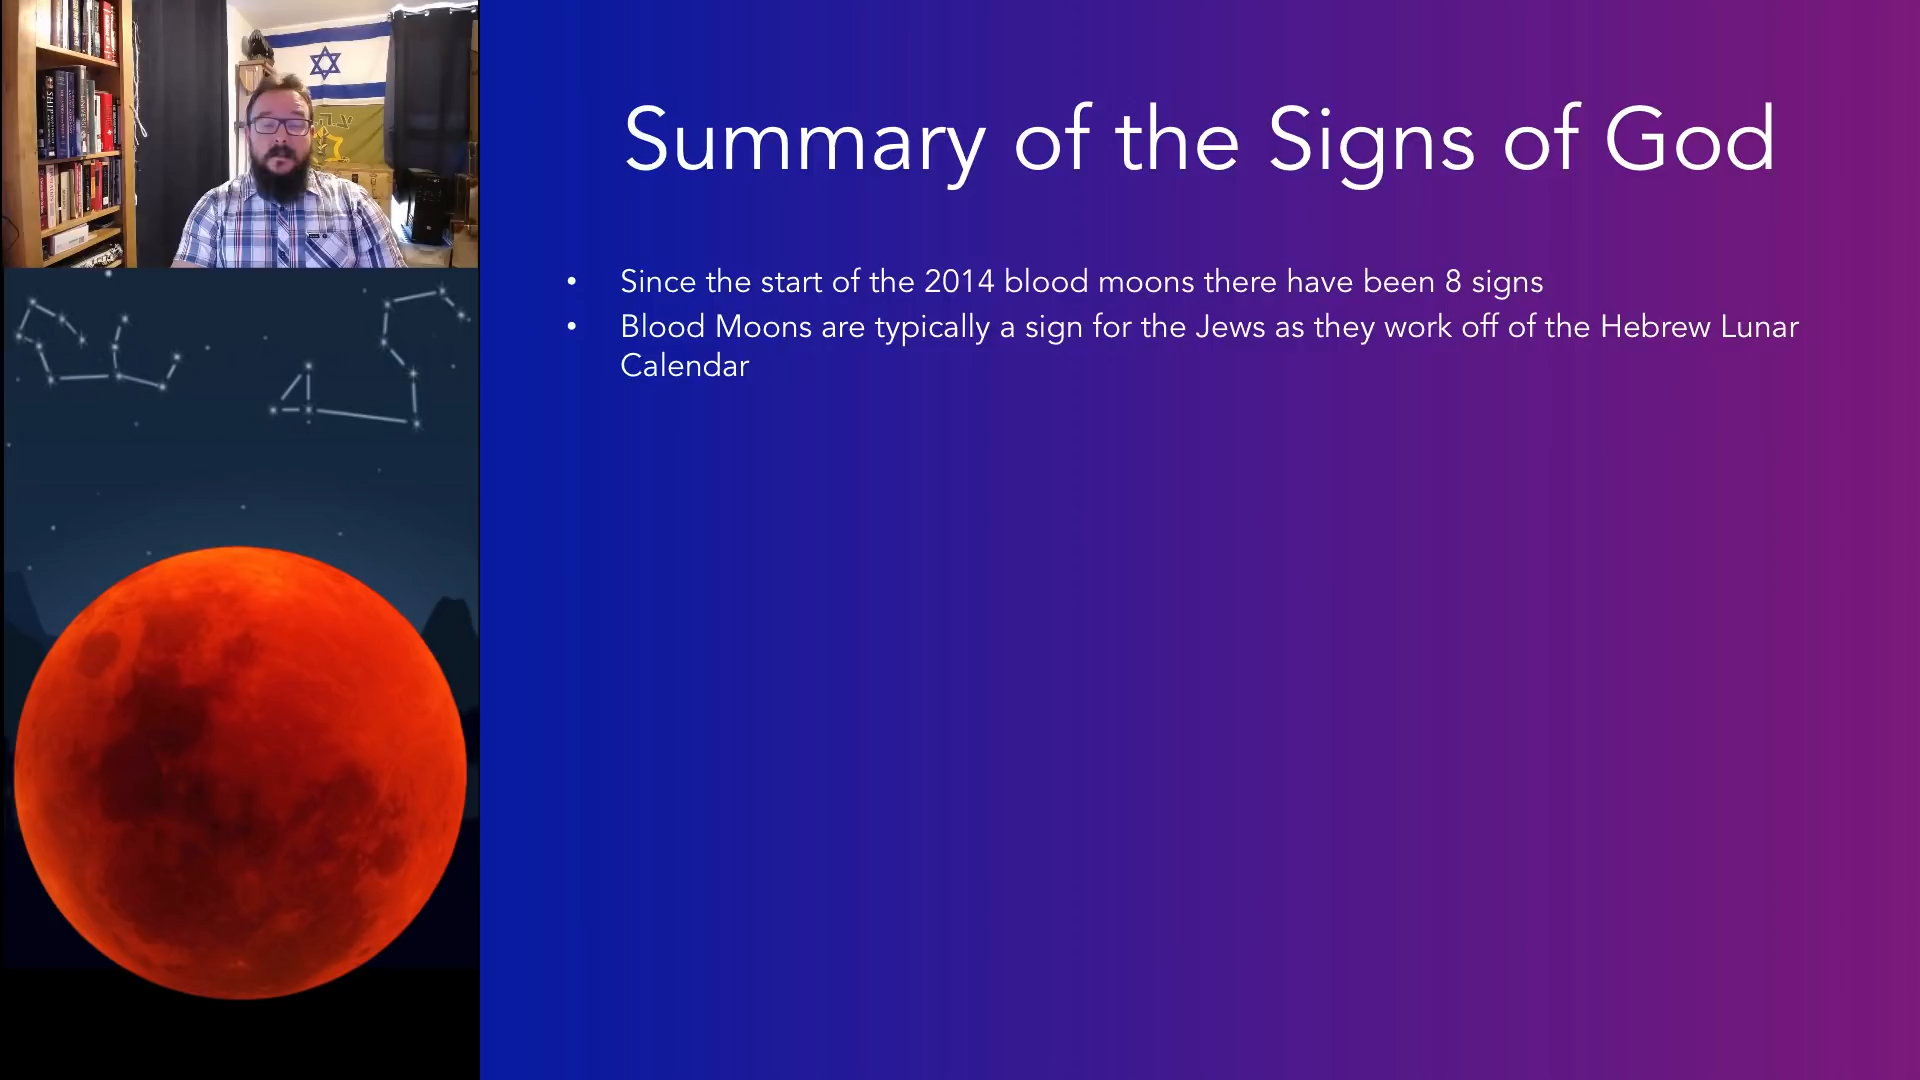 Summary of the Signs of God
• Since the start of the 2014 blood moons there have been 8 signs
• Blood Moons are typically a sign for the Jews as they work off of the Hebrew Lunar
Calendar